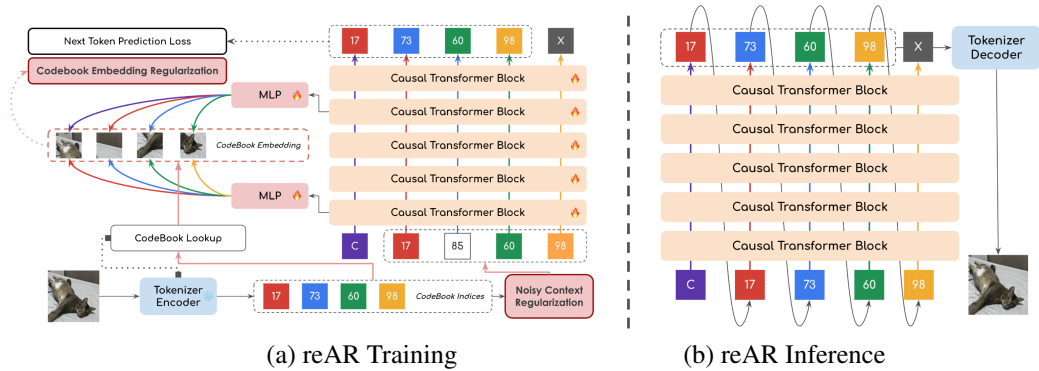 Next Token Prediction Loss
17 73 60 98 X
Codebook Embedding Regularization
MLP
Causal Transformer Block
Causal Transformer Block
Causal Transformer Block
Causal Transformer Block
Causal Transformer Block
CodeBook Embedding
MLP
CodeBook Lookup
C 17 85 60 98
Tokenizer
Encoder
17 73 60 98 CodeBook Indices
Noisy Context
Regularization
(a) reAR Training
17 73 60 98 X
Tokenizer
Decoder
Causal Transformer Block
Causal Transformer Block
Causal Transformer Block
Causal Transformer Block
Causal Transformer Block
C 17 73 60 98
(b) reAR Inference